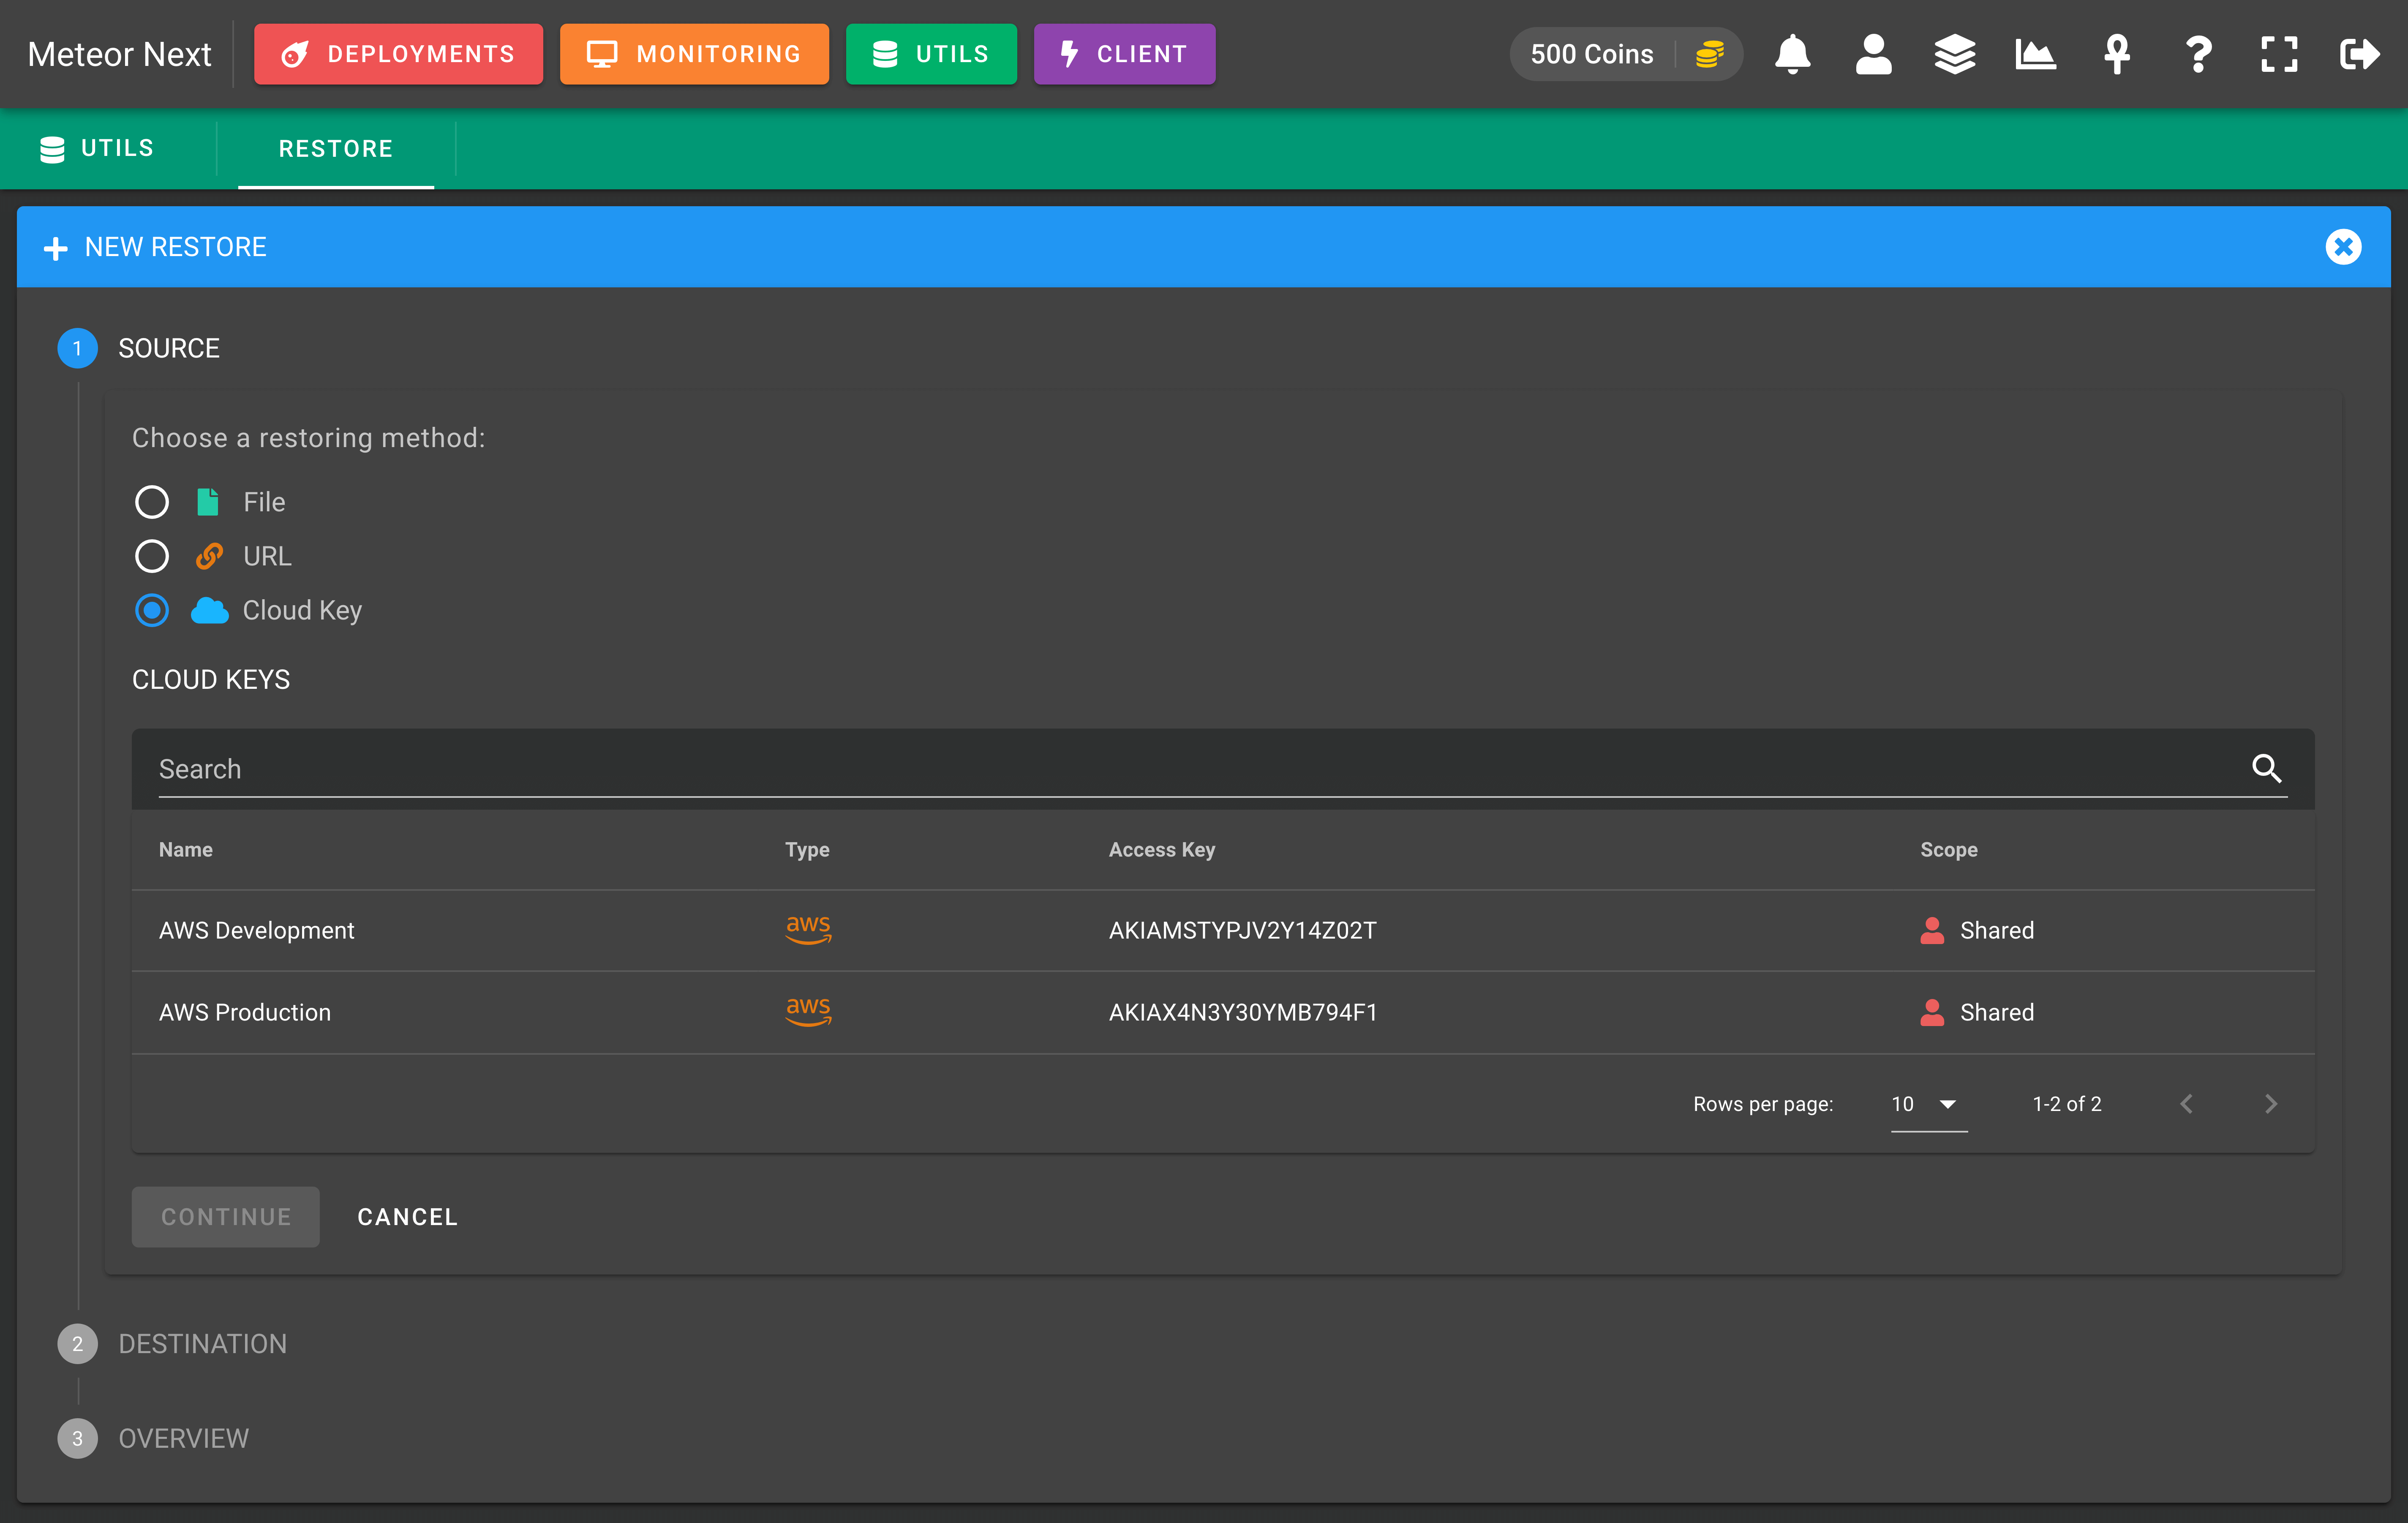 Meteor Next DEPLOYMENTS MONITORING UTILS CLIENT 500 Coins
UTILS RESTORE
NEW RESTORE
1 SOURCE
Choose a restoring method:
File
URL
Cloud Key
CLOUD KEYS
Search
Name Type Access Key Scope
AWS Development aws AKIAMSTYPJV2Y14Z02T Shared
AWS Production aws AKIAX4N3Y30YMB794F1 Shared
Rows per page: 10 1-2 of 2
CONTINUE CANCEL
2 DESTINATION
3 OVERVIEW